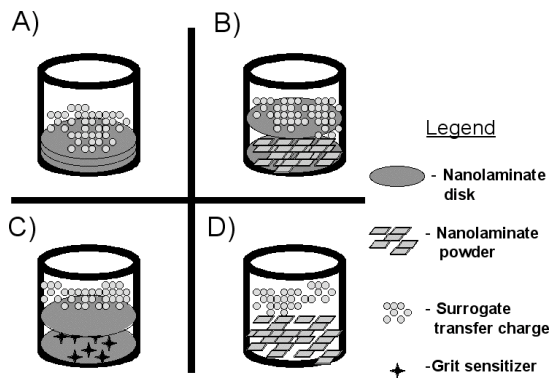 A)
B)
C)
D)
Legend
- Nanolaminate
disk
- Nanolaminate
powder
- Surrogate
transfer charge
-Grit sensitizer